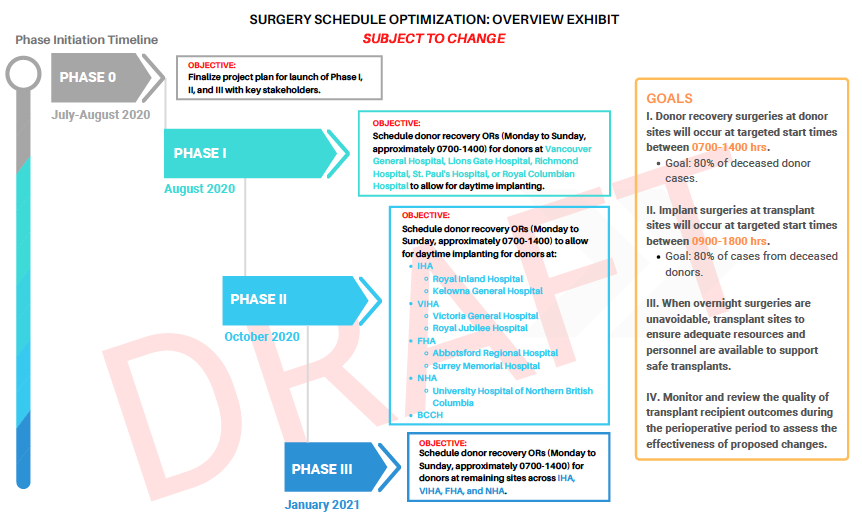 SURGERY SCHEDULE OPTIMIZATION: OVERVIEW EXHIBIT
SUBJECT TO CHANGE
Phase Initiation Timeline
PHASE 0
July-August 2020
OBJECTIVE:
Finalize project plan for launch of Phase I,
II, and III with key stakeholders.
PHASE I
August 2020
OBJECTIVE:
Schedule donor recovery ORs (Monday to Sunday,
approximately 0700-1400) for donors at Vancouver
General Hospital, Lions Gate Hospital, Richmond
Hospital, St. Paul's Hospital, or Royal Columbian
Hospital to allow for daytime implanting.
PHASE II
October 2020
OBJECTIVE:
Schedule donor recovery ORs (Monday to
Sunday, approximately 0700-1400) to allow
for daytime implanting for donors at:
• IHA
Royal Inland Hospital
Kelowna General Hospital
• VIHA
Victoria General Hospital
Royal Jubilee Hospital
• FHA
Abbotsford Regional Hospital
Surrey Memorial Hospital
• NHA
University Hospital of Northern British
Columbia
• BCCH
PHASE III
January 2021
OBJECTIVE:
Schedule donor recovery ORs (Monday to
Sunday, approximately 0700-1400) for
donors at remaining sites across IHA,
VIHA, FHA, and NHA.
GOALS
I. Donor recovery surgeries at donor
sites will occur at targeted start times
between 0700-1400 hrs.
• Goal: 80% of deceased donor
cases.
II. Implant surgeries at transplant
sites will occur at targeted start times
between 0900-1800 hrs.
• Goal: 80% of cases from deceased
donors.
III. When overnight surgeries are
unavoidable, transplant sites to
ensure adequate resources and
personnel are available to support
safe transplants.
IV. Monitor and review the quality of
transplant recipient outcomes during
the perioperative period to assess the
effectiveness of proposed changes.
DRAFT